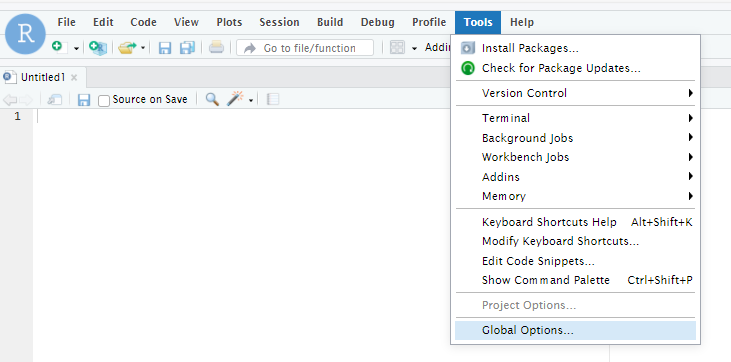 R
File Edit Code View Plots Session Build Debug Profile Tools Help
R
Go to file/function
Install Packages...
Check for Package Updates...
Untitled1
Source on Save
Version Control
1
Terminal
Background Jobs
Workbench Jobs
Addins
Memory
Keyboard Shortcuts Help Alt+Shift+K
Modify Keyboard Shortcuts...
Edit Code Snippets...
Show Command Palette Ctrl+Shift+P
Project Options...
Global Options...